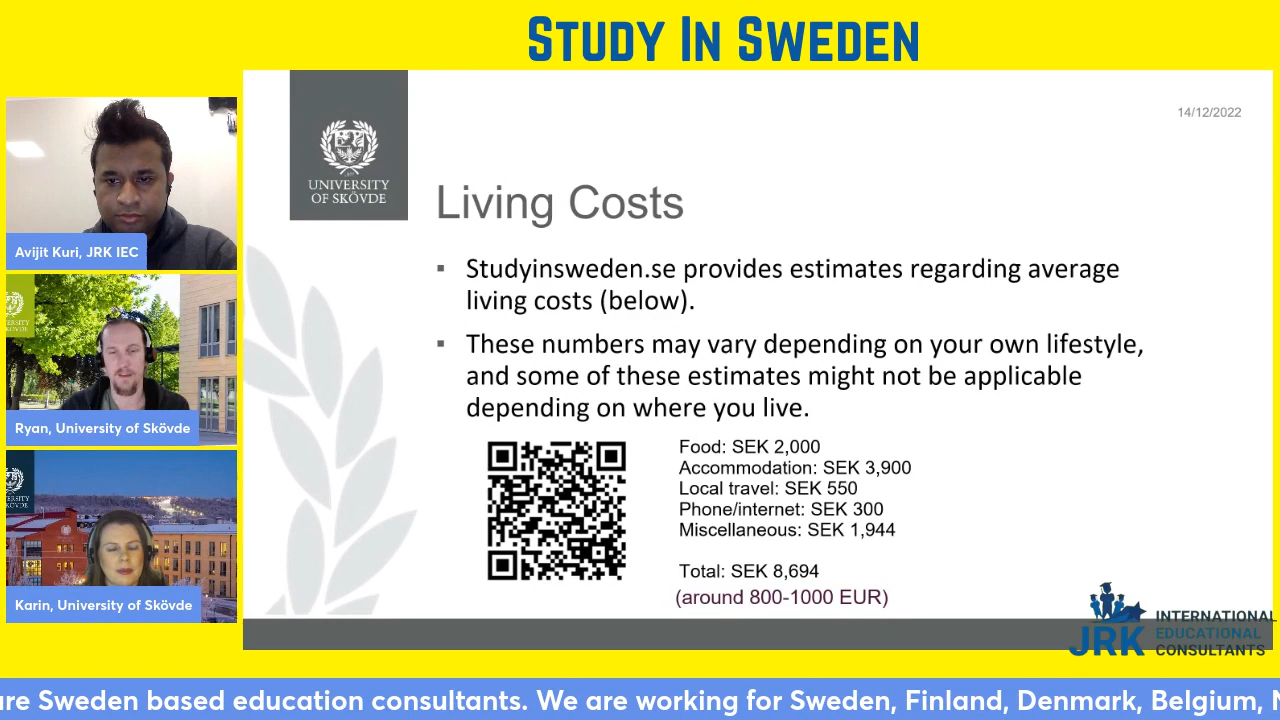 Study In Sweden
14/12/2022
UNIVERSITY
OF SKÖVDE
Living Costs
▪ Studyinsweden.se provides estimates regarding average
living costs (below).
▪ These numbers may vary depending on your own lifestyle,
and some of these estimates might not be applicable
depending on where you live.
Food: SEK 2,000
Accommodation: SEK 3,900
Local travel: SEK 550
Phone/internet: SEK 300
Miscellaneous: SEK 1,944
Total: SEK 8,694
(around 800-1000 EUR)
Avijit Kuri, JRK IEC
Ryan, University of Skövde
Karin, University of Skövde
JRK
INTERNATIONAL
EDUCATIONAL
CONSULTANTS
are Sweden based education consultants. We are working for Sweden, Finland, Denmark, Belgium,